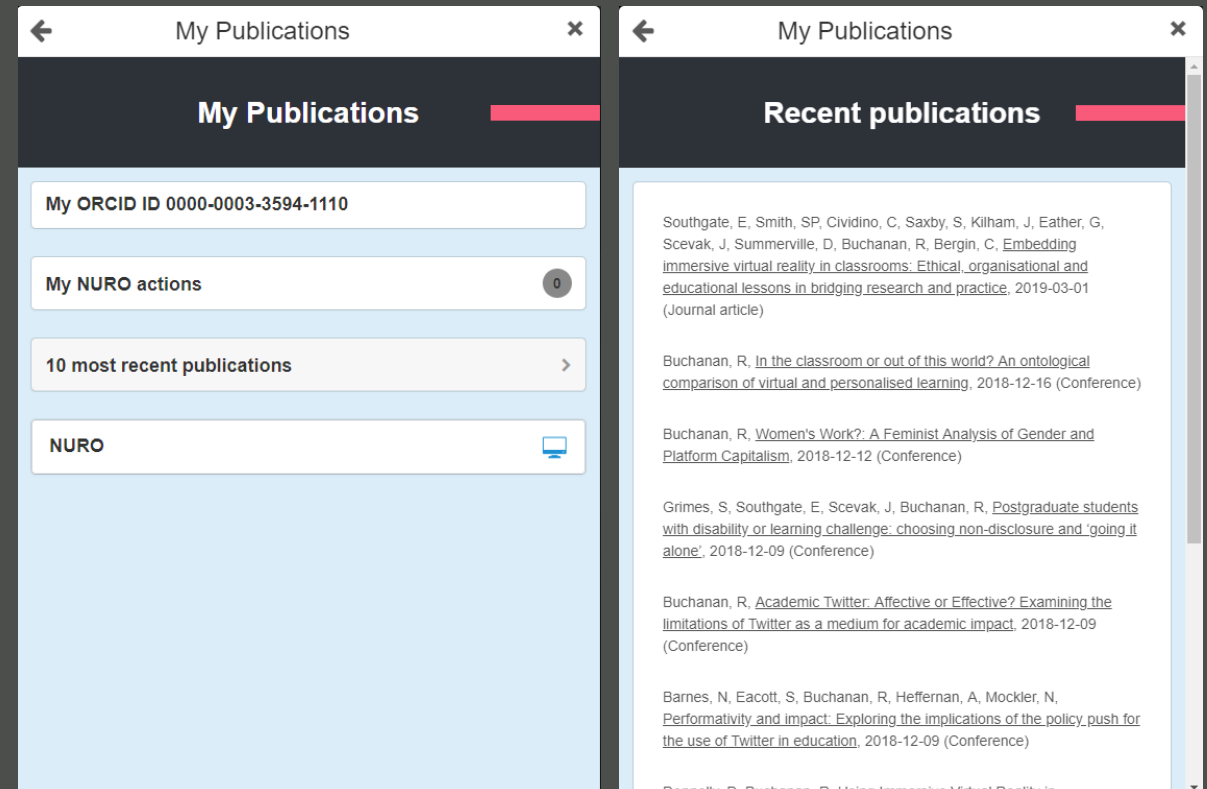 My Publications
My Publications
My ORCID ID 0000-0003-3594-1110
My NURO actions
0
10 most recent publications
NURO
My Publications
Recent publications
Southgate, E, Smith, SP, Cividino, C, Saxby, S, Kilham, J, Eather, G,
Scevak, J, Summerville, D, Buchanan, R, Bergin, C, Embedding
immersive virtual reality in classrooms: Ethical, organisational and
educational lessons in bridging research and practice, 2019-03-01
(Journal article)
Buchanan, R, In the classroom or out of this world? An ontological
comparison of virtual and personalised learning, 2018-12-16 (Conference)
Buchanan, R, Women's Work?: A Feminist Analysis of Gender and
Platform Capitalism, 2018-12-12 (Conference)
Grimes, S, Southgate, E, Scevak, J, Buchanan, R, Postgraduate students
with disability or learning challenge: choosing non-disclosure and ‘going it
alone’, 2018-12-09 (Conference)
Buchanan, R, Academic Twitter: Affective or Effective? Examining the
limitations of Twitter as a medium for academic impact, 2018-12-09
(Conference)
Barnes, N, Eacott, S, Buchanan, R, Heffernan, A, Mockler, N,
Performativity and impact: Exploring the implications of the policy push for
the use of Twitter in education, 2018-12-09 (Conference)